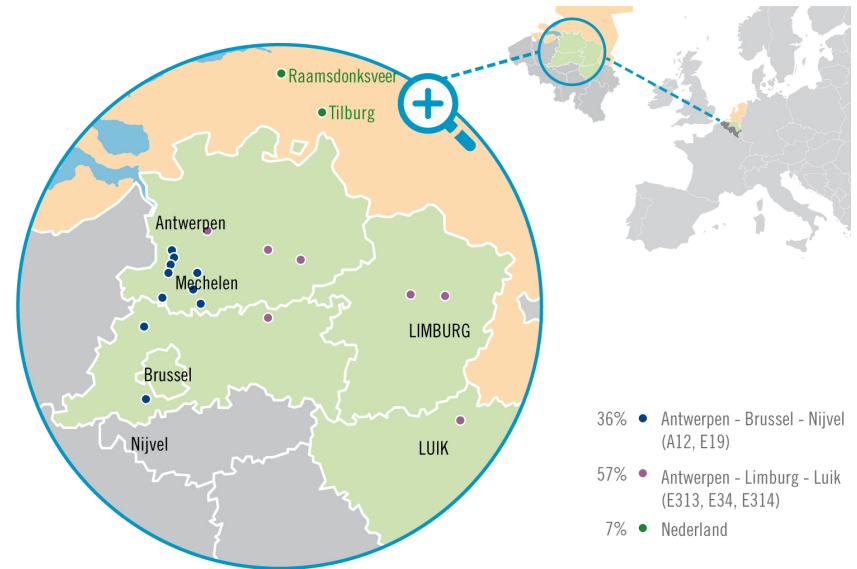 Raamsdonksveer
Tilburg
Antwerpen
Mechelen
LIMBURG
Brussel
Nijvel
LUIK
36% Antwerpen - Brussel - Nijvel
(A12, E19)
57% Antwerpen - Limburg - Luik
(E313, E34, E314)
7% Nederland